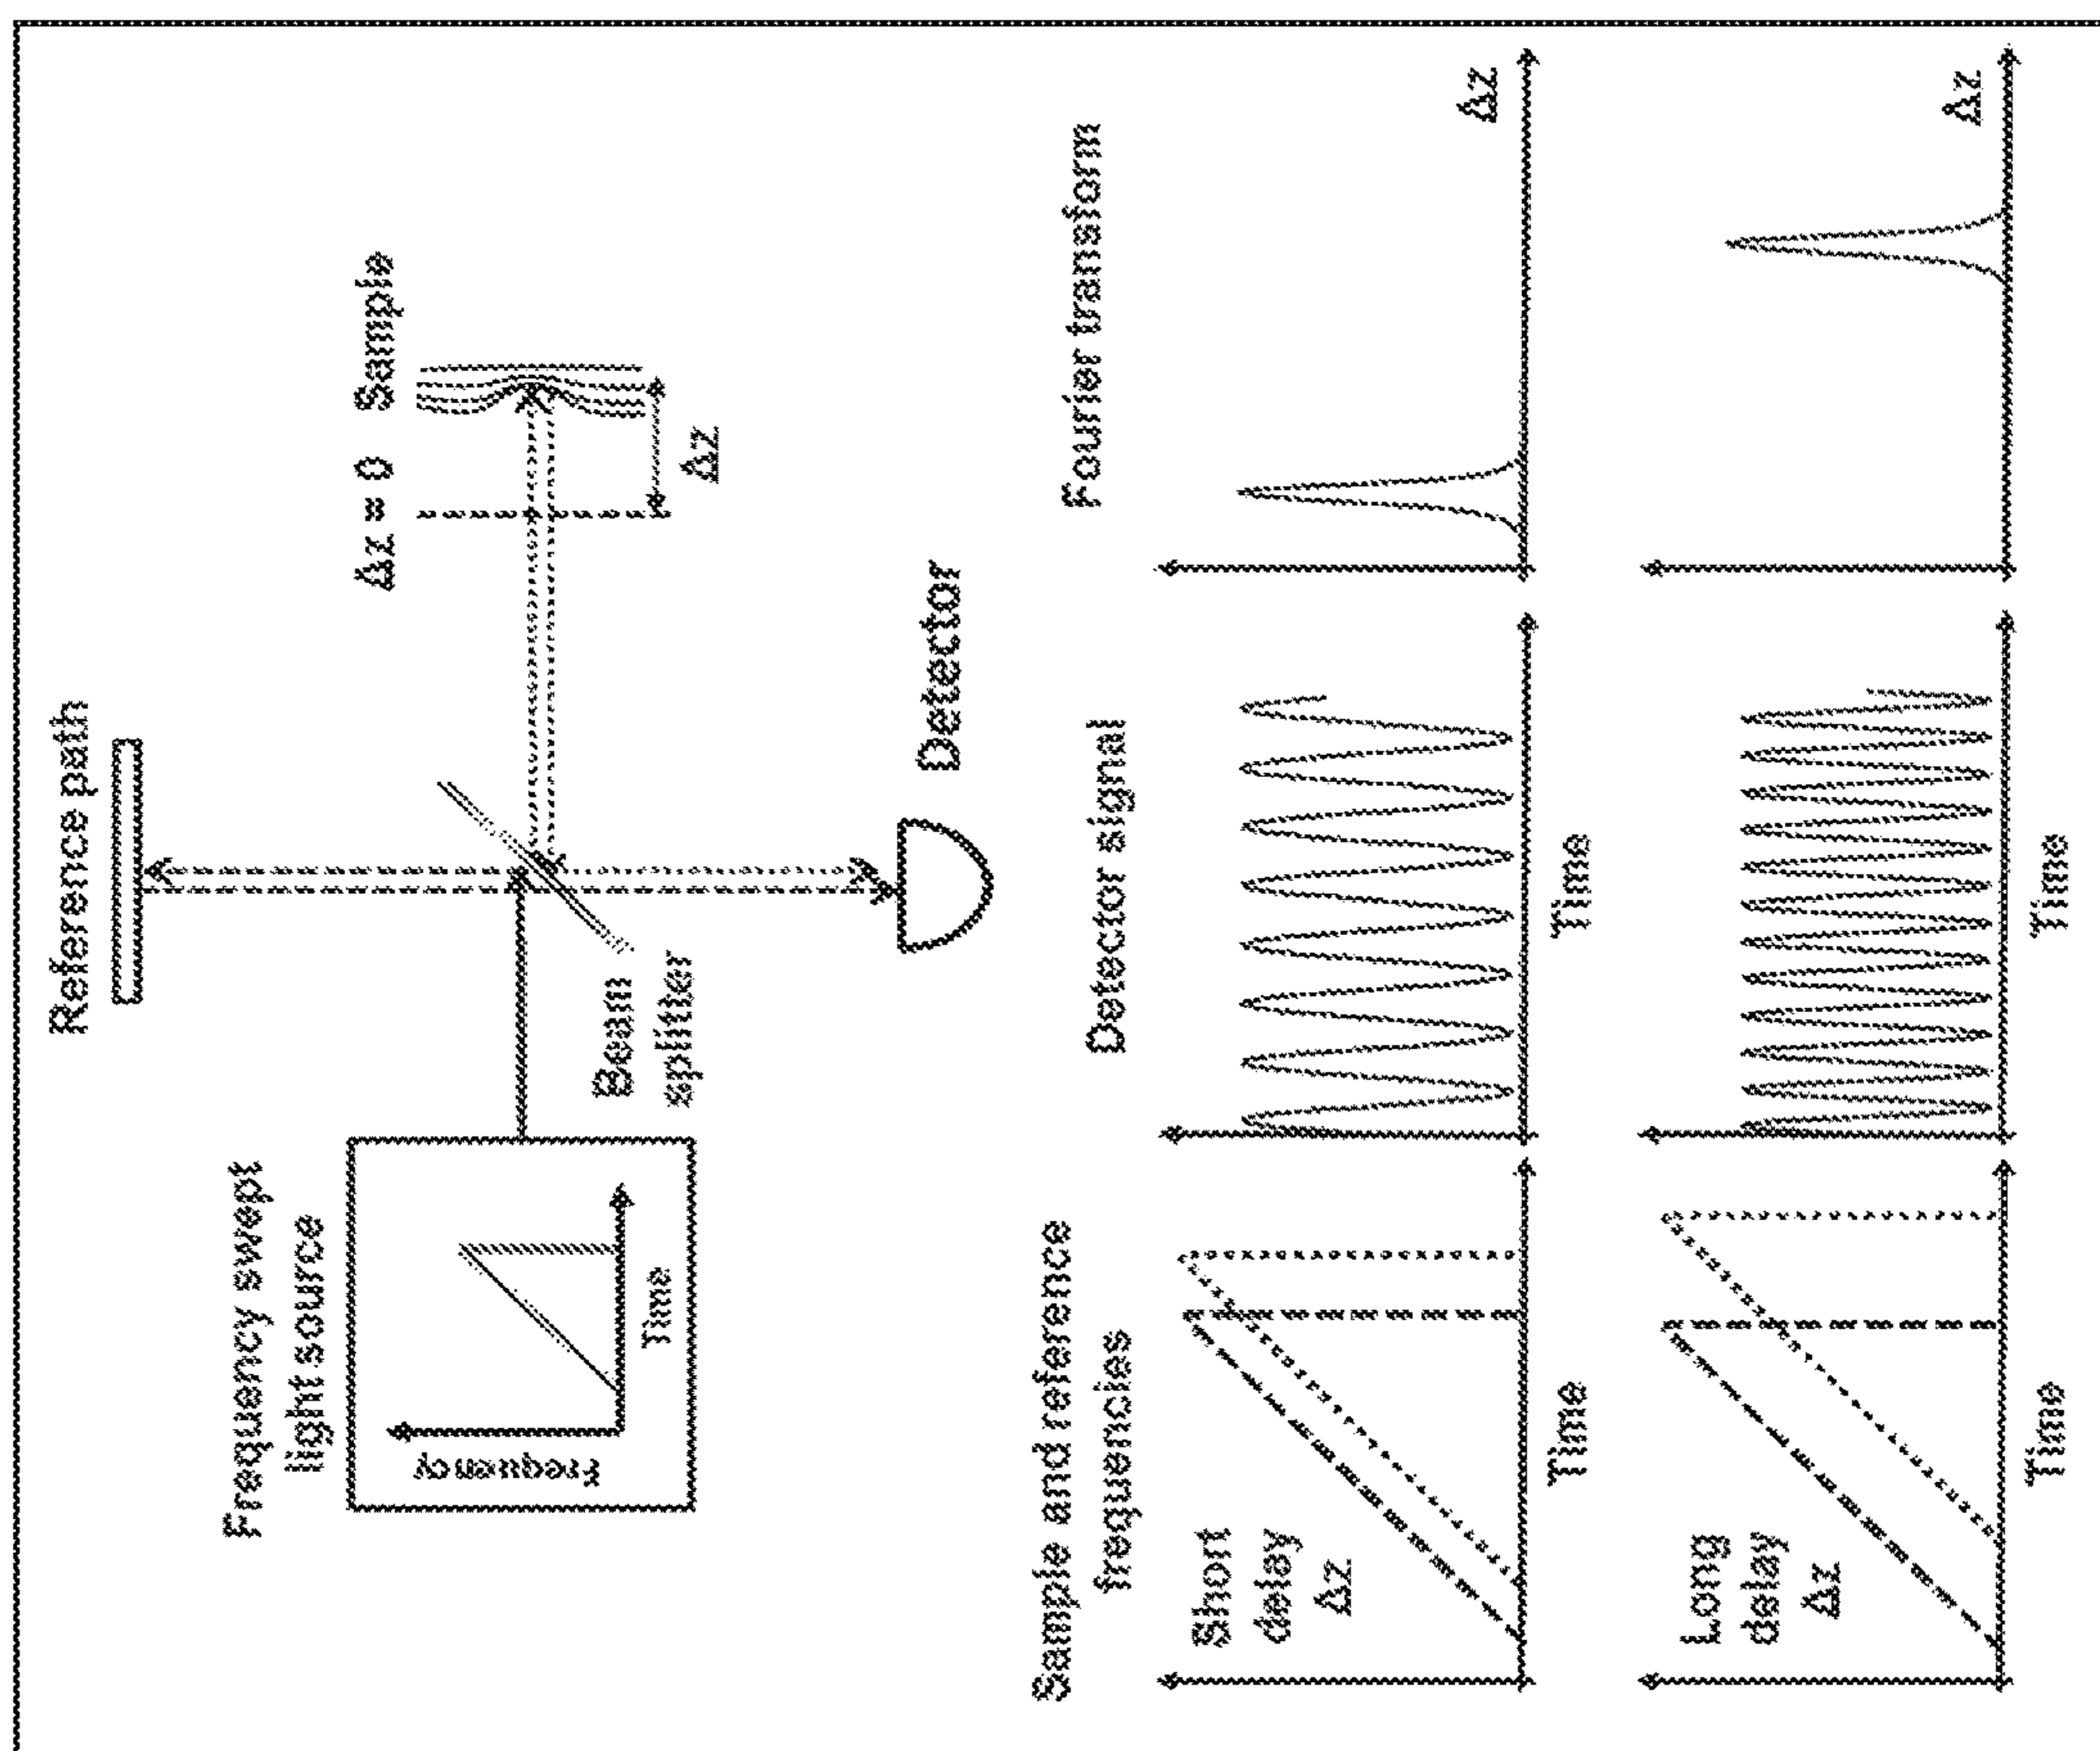 Reference path
Frequency swept
light source
Frequency
Time
Beam
splitter
Δz = 0 Sample
Δz
Detector
Sample and reference
frequencies
Detector signal
Fourier transform
Short
delay
Δz
Time
Time
Δz
Long
delay
Δz
Time
Time
Δz